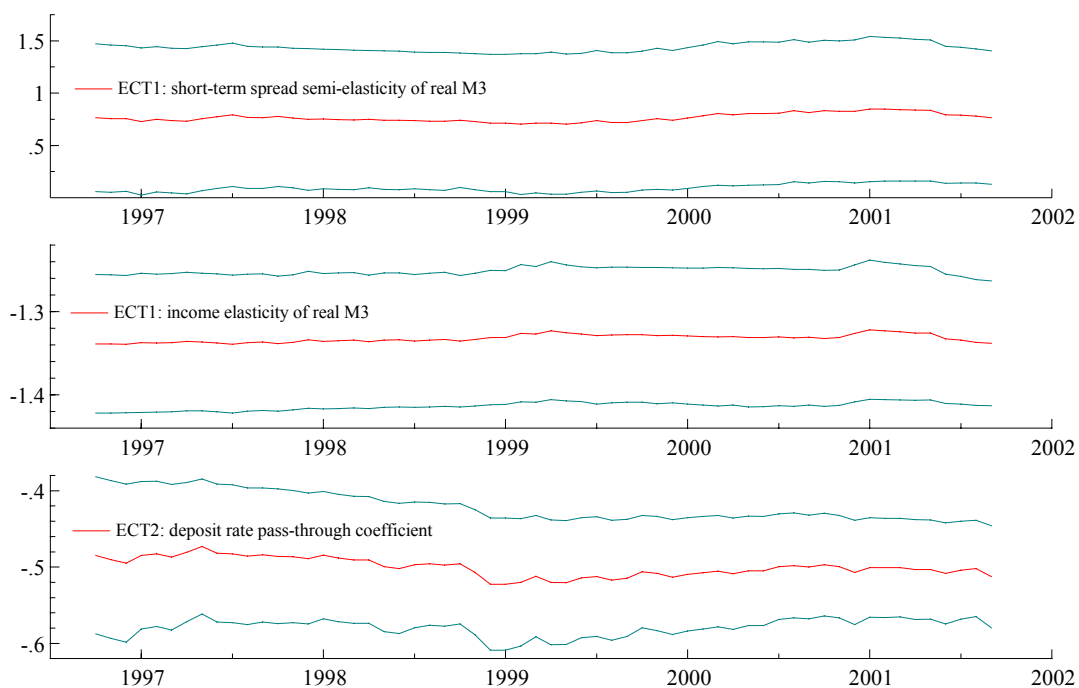 1.5
1
.5
ECT1: short-term spread semi-elasticity of real M3
1997 1998 1999 2000 2001 2002
-1.3
-1.4
ECT1: income elasticity of real M3
1997 1998 1999 2000 2001 2002
-.4
-.5
-.6
ECT2: deposit rate pass-through coefficient
1997 1998 1999 2000 2001 2002